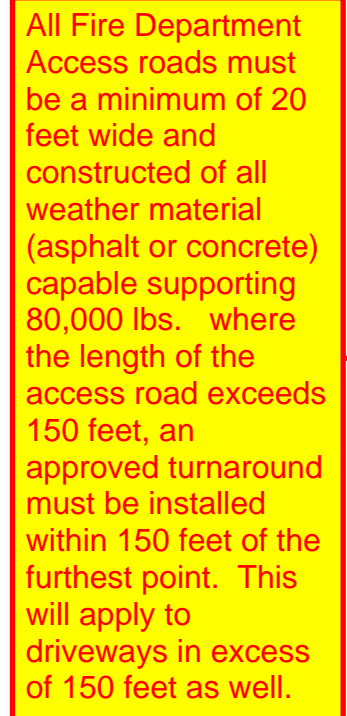 All Fire Department
Access roads must
be a minimum of 20
feet wide and
constructed of all
weather material
(asphalt or concrete)
capable supporting
80,000 lbs.   where
the length of the
access road exceeds
150 feet, an
approved turnaround
must be installed
within 150 feet of the
furthest point.  This
will apply to
driveways in excess
of 150 feet as well.